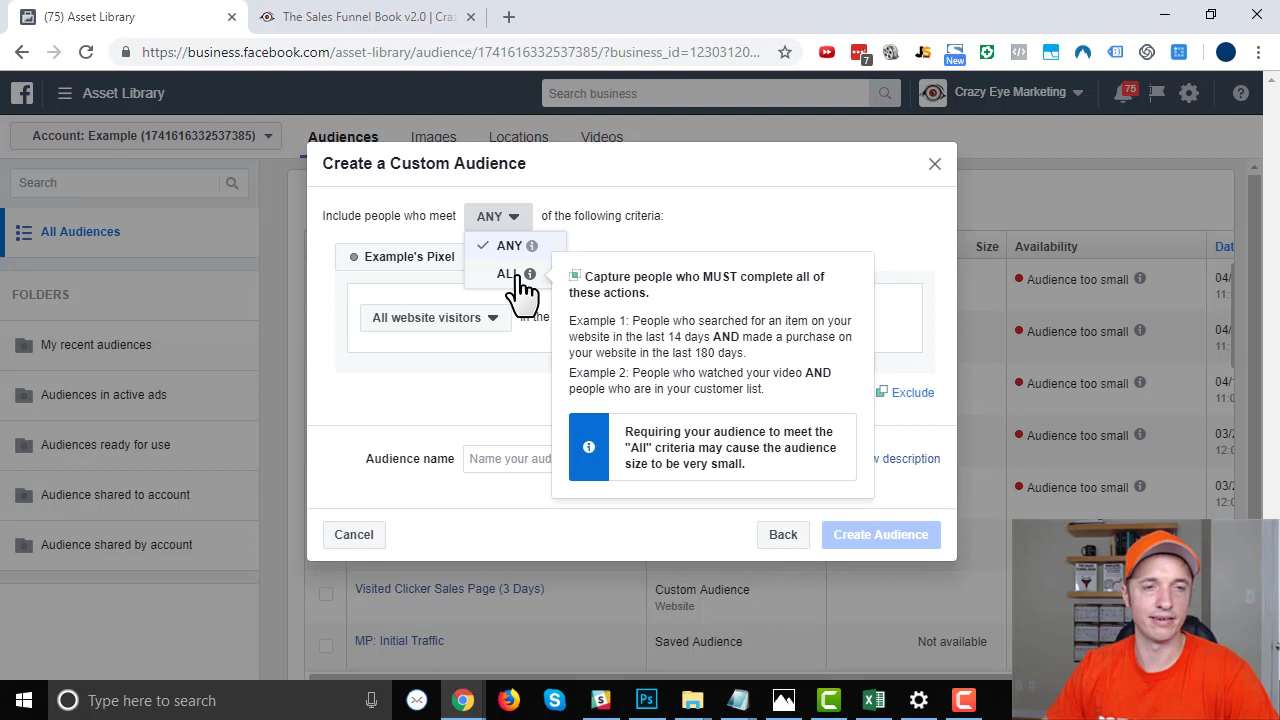 (75) Asset Library
The Sales Funnel Book v2.0 | Cra
https://business.facebook.com/asset-library/audience/1741616332537385/?business_id=12303120...
7
JS
New
Asset Library
Search business
Crazy Eye Marketing
75
Account: Example (1741616332537385)
Audiences
Images
Locations
Videos
Search
All Audiences
FOLDERS
My recent audiences
Audiences in active ads
Audiences ready for use
Audience shared to account
Audience shared by account
Create a Custom Audience
Include people who meet ANY of the following criteria:
ANY
ALL
Example's Pixel
All website visitors
in the
Capture people who MUST complete all of
these actions.
Example 1: People who searched for an item on your
website in the last 14 days AND made a purchase on
your website in the last 180 days.
Example 2: People who watched your video AND
people who are in your customer list.
Requiring your audience to meet the
"All" criteria may cause the audience
size to be very small.
Exclude
Audience name
Name your aud
w description
Cancel
Back
Create Audience
Size
Availability
Dat
Audience too small
04/
11:
Audience too small
04/
11:
Audience too small
04/
11:0
Audience too small
03/2
12:0
Audience too small
03/
12:
Visited Clicker Sales Page (3 Days)
Custom Audience
Website
MP: Initial Traffic
Saved Audience
Not available
Type here to search
Ps